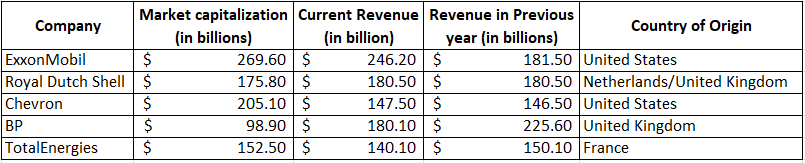 Company Market capitalization (in billions) Current Revenue (in billion) Revenue in Previous year (in billions) Country of Origin
ExxonMobil $ 269.60 $ 246.20 $ 181.50 United States
Royal Dutch Shell $ 175.80 $ 180.50 $ 180.50 Netherlands/United Kingdom
Chevron $ 205.10 $ 147.50 $ 146.50 United States
BP $ 98.90 $ 180.10 $ 225.60 United Kingdom
TotalEnergies $ 152.50 $ 140.10 $ 150.10 France